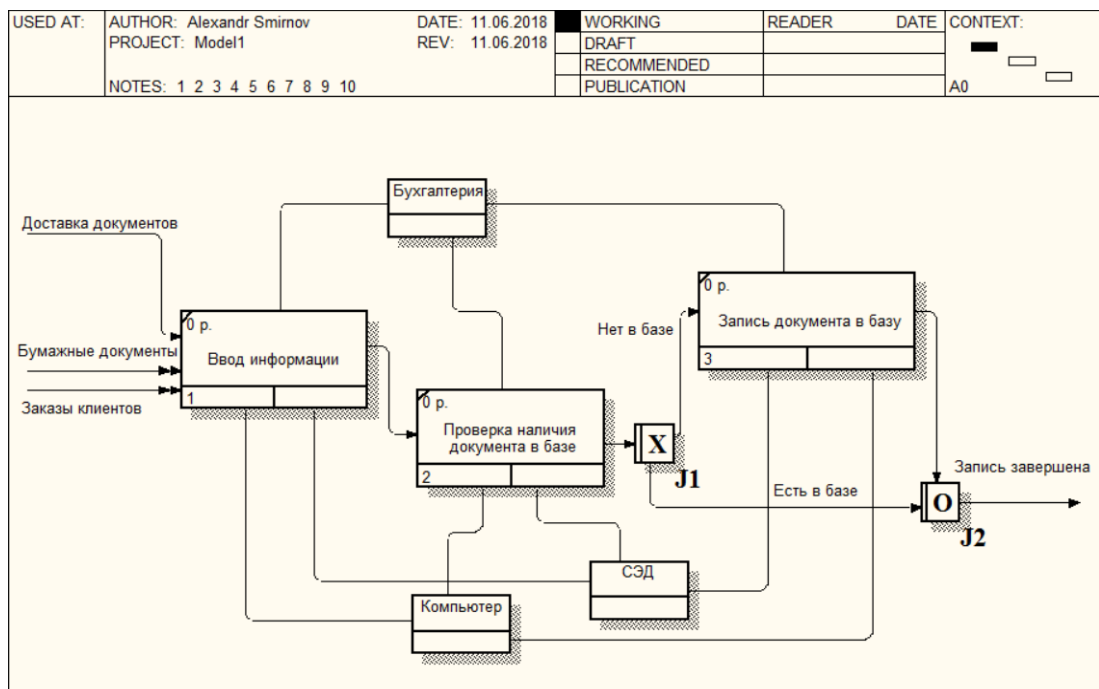 USED AT:
AUTHOR: Alexandr Smirnov
DATE: 11.06.2018
PROJECT: Model1
REV: 11.06.2018
NOTES: 1 2 3 4 5 6 7 8 9 10
WORKING
DRAFT
RECOMMENDED
PUBLICATION
READER DATE
CONTEXT:
A0
Бухгалтерия
Доставка документов
Бумажные документы
Заказы клиентов
0 р.
Ввод информации
1
0 р.
Проверка наличия
документа в базе
2
X
J1
Нет в базе
Есть в базе
0 р.
Запись документа в базу
3
O
J2
Запись завершена
СЭД
Компьютер